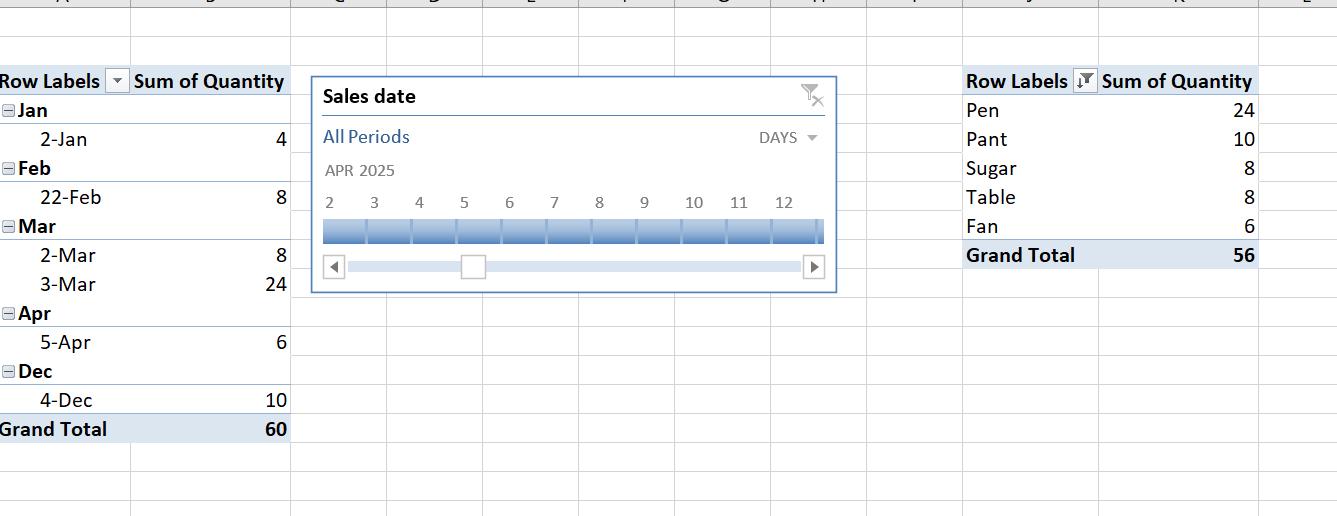 Row Labels Sum of Quantity
Jan
2-Jan 4
Feb
22-Feb 8
Mar
2-Mar 8
3-Mar 24
Apr
5-Apr 6
Dec
4-Dec 10
Grand Total 60
Sales date
All Periods DAYS
APR 2025
2 3 4 5 6 7 8 9 10 11 12
Row Labels Sum of Quantity
Pen 24
Pant 10
Sugar 8
Table 8
Fan 6
Grand Total 56